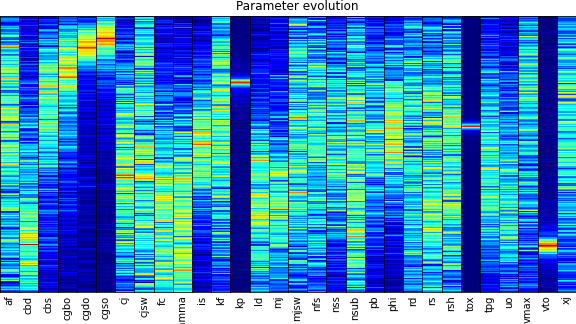 Parameter evolution
af cbd cbs cgbo cgdo cgso cj cjsw fc mma is kf kp ld mj mjsw nfs nss nsub pb phi rd rs rsh tox tpg uo vmax vto xj